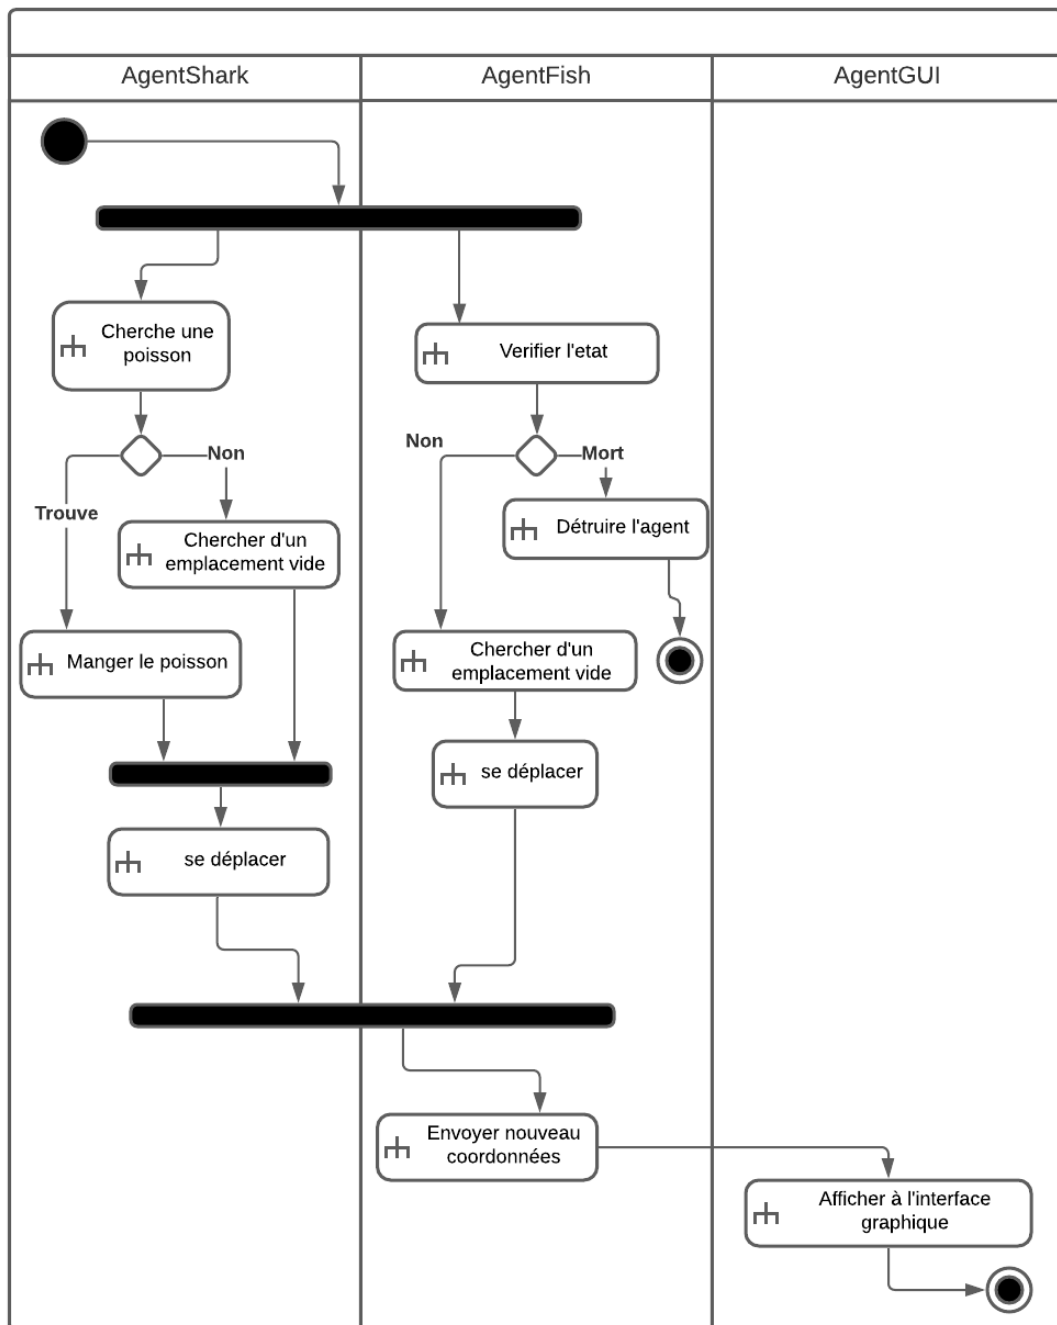 AgentShark
AgentFish
AgentGUI
Cherche une
poisson
Verifier l'etat
Non
Mort
Non
Trouve
Détruire l'agent
Chercher d'un
emplacement vide
Manger le poisson
Chercher d'un
emplacement vide
se déplacer
se déplacer
Envoyer nouveau
coordonnées
Afficher à l'interface
graphique